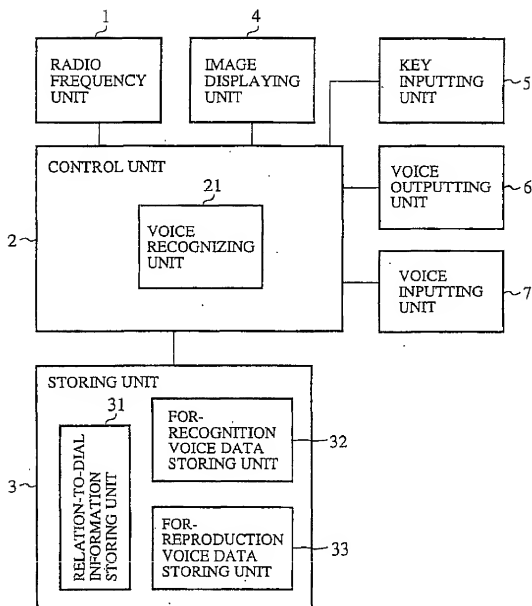 1
RADIO
FREQUENCY
UNIT
4
IMAGE
DISPLAYING
UNIT
KEY
INPUTTING
UNIT
5
CONTROL UNIT
2
21
VOICE
RECOGNIZING
UNIT
VOICE
OUTPUTTING
UNIT
6
VOICE
INPUTTING
UNIT
7
STORING UNIT
3
31
RELATION-TO-DIAL
INFORMATION
STORING UNIT
FOR-
RECOGNITION
VOICE DATA
STORING UNIT
32
FOR-
REPRODUCTION
VOICE DATA
STORING UNIT
33